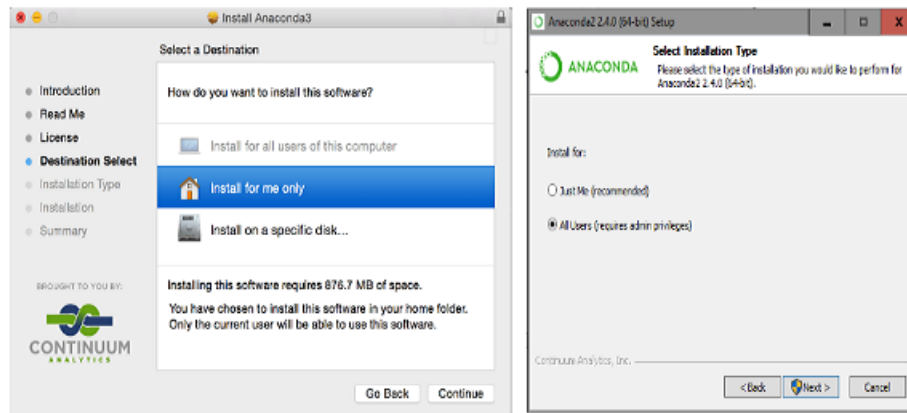 Install Anaconda3
Select a Destination
Introduction
Read Me
License
Destination Select
Installation Type
Installation
Summary
How do you want to install this software?
Install for all users of this computer
Install for me only
Install on a specific disk...
Installing this software requires 876.7 MB of space.
You have chosen to install this software in your home folder.
Only the current user will be able to use this software.
BROUGHT TO YOU BY:
CONTINUUM
ANALYTICS
Go Back Continue
Anaconda2 2.4.0 (64-bit) Setup
ANACONDA
Select Installation Type
Please select the type of installation you would like to perform for
Anaconda2 2.4.0 (64-bit).
Install for:
Just Me (recommended)
All Users (requires admin privileges)
Continuum Analytics, Inc.
< Back Next > Cancel